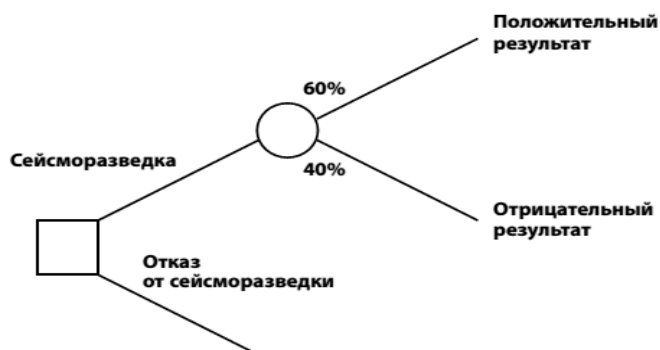 Положительный
результат
60%
Сейсморазведка
40%
Отрицательный
результат
Отказ
от сейсморазведки